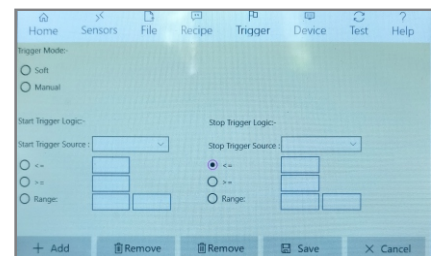 Home Sensors File Recipe Trigger Device Test Help
Trigger Mode:-
Soft
Manual
Start Trigger Logic:- Stop Trigger Logic:-
Start Trigger Source : Stop Trigger Source :
<= <=
>= >=
Range: Range:
+ Add Remove Remove Save × Cancel